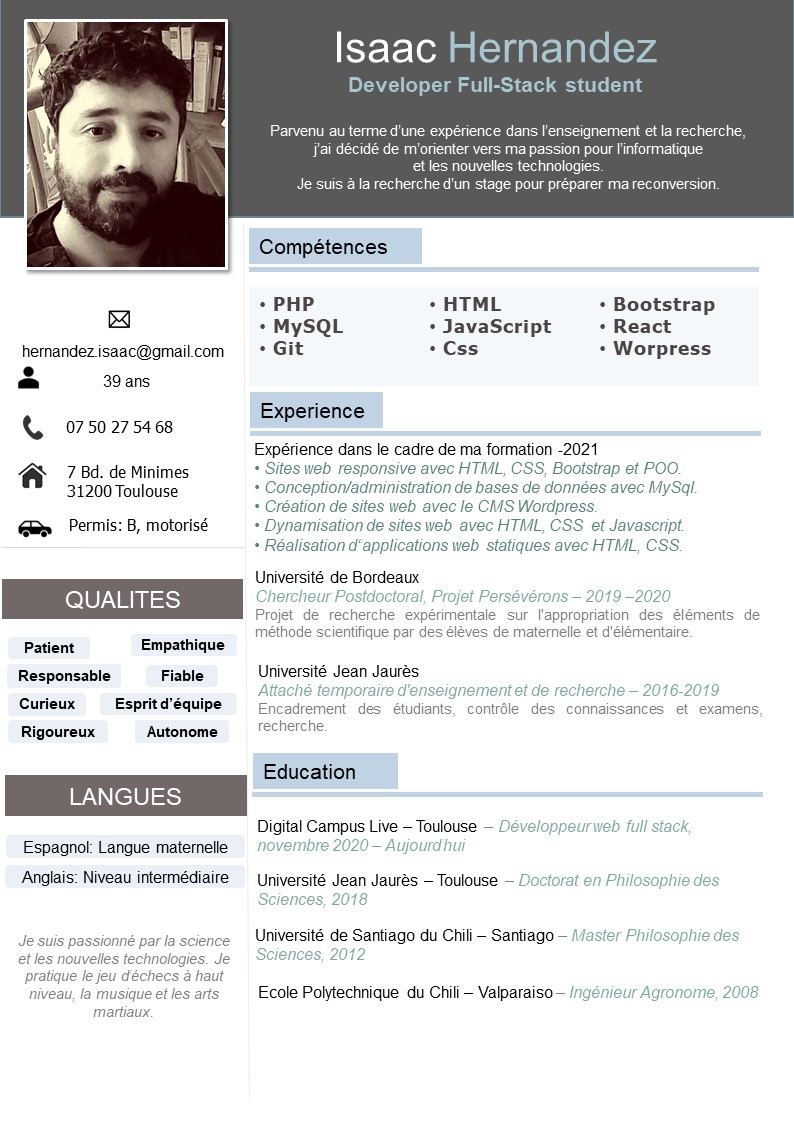 Isaac Hernandez
Developer Full-Stack student
Parvenu au terme d'une expérience dans l'enseignement et la recherche,
j'ai décidé de m'orienter vers ma passion pour l'informatique
et les nouvelles technologies.
Je suis à la recherche d'un stage pour préparer ma reconversion.
hernandez.isaac@gmail.com
39 ans
07 50 27 54 68
7 Bd. de Minimes
31200 Toulouse
Permis: B, motorisé
QUALITES
Patient
Empathique
Responsable
Fiable
Curieux
Esprit d'équipe
Rigoureux
Autonome
LANGUES
Espagnol: Langue maternelle
Anglais: Niveau intermédiaire
Je suis passionné par la science
et les nouvelles technologies. Je
pratique le jeu d'échecs à haut
niveau, la musique et les arts
martiaux.
Compétences
• PHP
• MySQL
• Git
• HTML
• JavaScript
• Css
• Bootstrap
• React
• Worpress
Experience
Expérience dans le cadre de ma formation -2021
• Sites web responsive avec HTML, CSS, Bootstrap et POO.
• Conception/administration de bases de données avec MySql.
• Création de sites web avec le CMS Wordpress.
• Dynamisation de sites web avec HTML, CSS et Javascript.
• Réalisation d'applications web statiques avec HTML, CSS.
Université de Bordeaux
Chercheur Postdoctoral, Projet Persévérons – 2019 –2020
Projet de recherche expérimentale sur l'appropriation des éléments de
méthode scientifique par des élèves de maternelle et d'élémentaire.
Université Jean Jaurès
Attaché temporaire d'enseignement et de recherche – 2016-2019
Encadrement des étudiants, contrôle des connaissances et examens,
recherche.
Education
Digital Campus Live – Toulouse – Développeur web full stack,
novembre 2020 – Aujourd'hui
Université Jean Jaurès – Toulouse – Doctorat en Philosophie des
Sciences, 2018
Université de Santiago du Chili – Santiago – Master Philosophie des
Sciences, 2012
Ecole Polytechnique du Chili – Valparaiso – Ingénieur Agronome, 2008